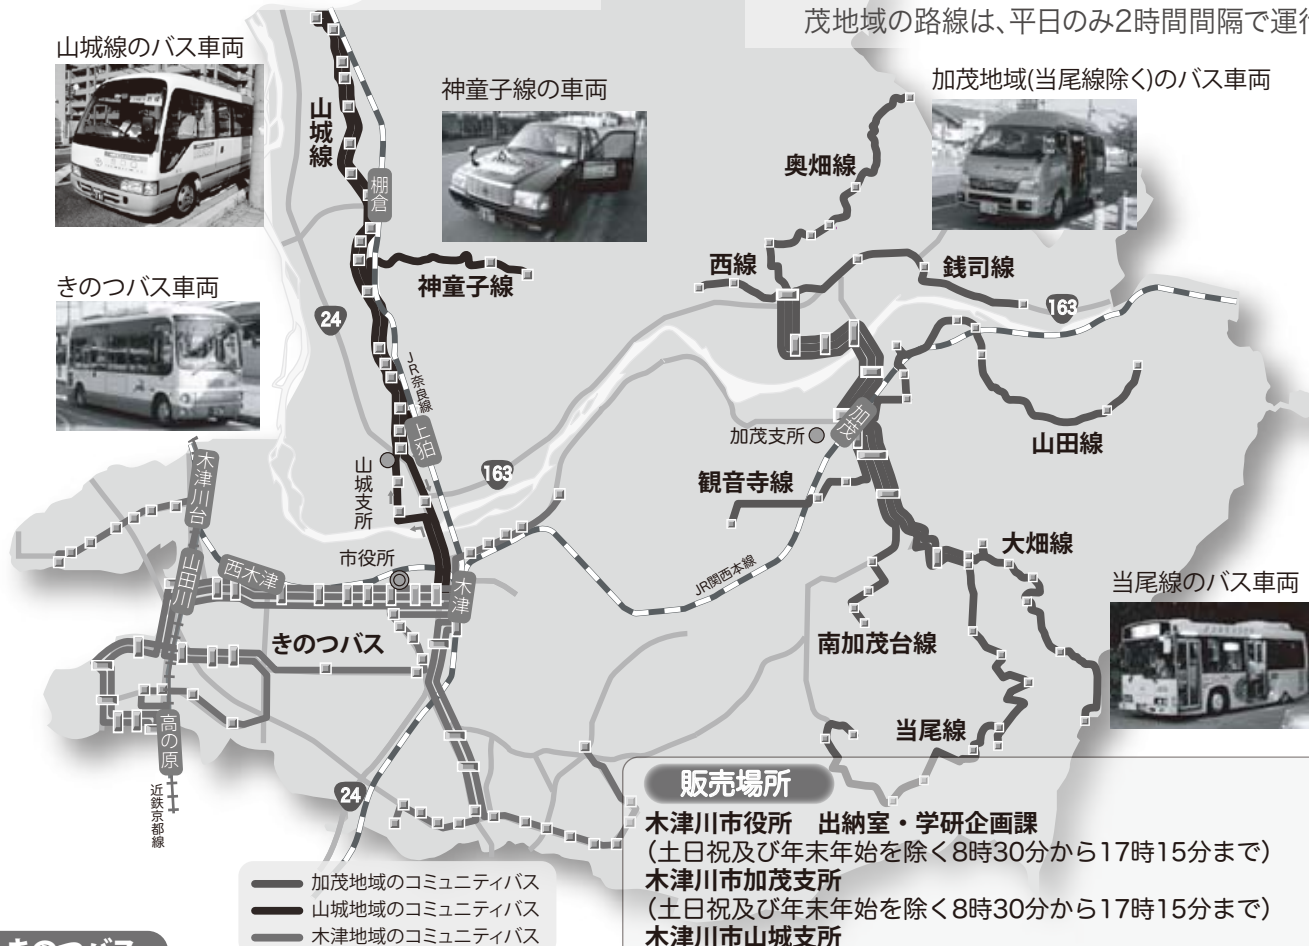 茂地域の路線は、平日のみ2時間間隔で運行
山城線のバス車両
神童子線の車両
加茂地域(当尾線除く)のバス車両
山城線
棚倉
奥畑線
西線
銭司線
神童子線
きのつバス車両
24
163
JR奈良線
上狛
加茂
加茂支所
山田線
山城支所
163
観音寺線
木津川台
大畑線
市役所
JR関西本線
山田川
西木津
木津
当尾線のバス車両
きのつバス
南加茂台線
高の原
当尾線
近鉄京都線
24
販売場所
木津川市役所 出納室・学研企画課
(土日祝及び年末年始を除く8時30分から17時15分まで)
木津川市加茂支所
(土日祝及び年末年始を除く8時30分から17時15分まで)
木津川市山城支所
加茂地域のコミュニティバス
山城地域のコミュニティバス
木津地域のコミュニティバス
きのつバス